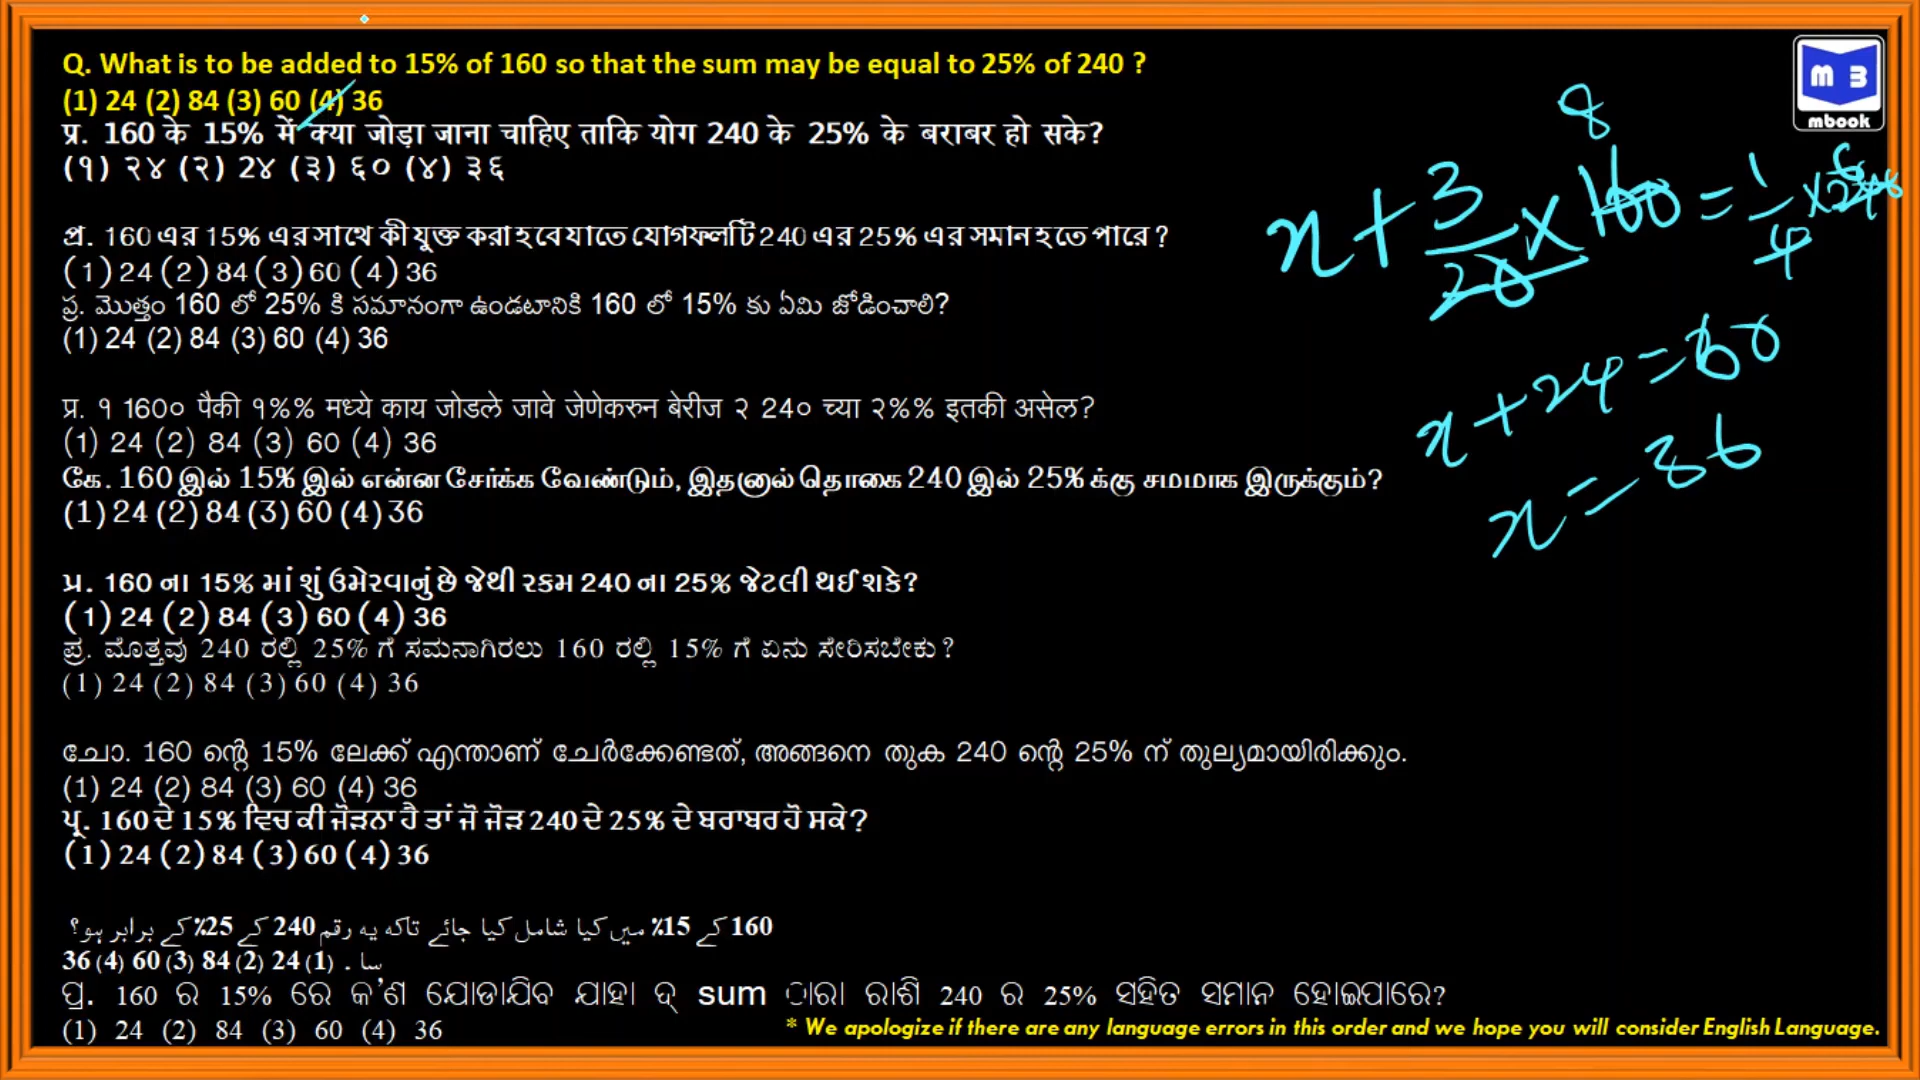 Q. What is to be added to 15% of 160 so that the sum may be equal to 25% of 240 ?
(1) 24 (2) 84 (3) 60 (4) 36
प्र. 160 के 15% में क्या जोड़ा जाना चाहिए ताकि योग 240 के 25% के बराबर हो सके?
(१) २४ (२) 2४ (३) ६० (४) ३६
প্র. 160 এর 15% এর সাথে কী যুক্ত করা হবে যাতে যোগফলটি 240 এর 25% এর সমান হতে পারে ?
(1) 24 (2) 84 (3) 60 (4) 36
ప్ర. మొత్తం 160 లో 25% కి సమానంగా ఉండటానికి 160 లో 15% కు ఏమి జోడించాలి?
(1) 24 (2) 84 (3) 60 (4) 36
प्र. १ 160० पैकी १%% मध्ये काय जोडले जावे जेणेकरुन बेरीज २ 24० च्या २%% इतकी असेल?
(1) 24 (2) 84 (3) 60 (4) 36
கே. 160 இல் 15% இல் என்ன சேர்க்க வேண்டும், இதனால் தொகை 240 இல் 25% க்கு சமமாக இருக்கும்?
(1) 24 (2) 84 (3) 60 (4) 36
પ્ર. 160 ના 15% માં શું ઉમેરવાનું છે જેથી રકમ 240 ના 25% જેટલી થઈ શકે?
(1) 24 (2) 84 (3) 60 (4) 36
ಪ್ರ. ಮೊತ್ತವು 240 ರಲ್ಲಿ 25% ಗೆ ಸಮನಾಗಿರಲು 160 ರಲ್ಲಿ 15% ಗೆ ಏನು ಸೇರಿಸಬೇಕು?
(1) 24 (2) 84 (3) 60 (4) 36
ചോ. 160 ന്റെ 15% ലേക്ക് എന്താണ് ചേർക്കേണ്ടത്, അങ്ങനെ തുക 240 ന്റെ 25% ന് തുല്യമായിരിക്കും.
(1) 24 (2) 84 (3) 60 (4) 36
ਪ੍ਰ. 160 ਦੇ 15% ਵਿਚ ਕੀ ਜੋੜਨਾ ਹੈ ਤਾਂ ਜੋ ਜੋੜ 240 ਦੇ 25% ਦੇ ਬਰਾਬਰ ਹੋ ਸਕੇ?
(1) 24 (2) 84 (3) 60 (4) 36
160 کے 15٪ میں کیا شامل کیا جائے تاکہ یہ رقم 240 کے 25٪ کے برابر ہو؟
سا ۔ (1) 24 (2) 84 (3) 60 (4) 36
ପ୍ର. 160 ର 15% ରେ କ'ଣ ଯୋଡାଯିବ ଯାହା ଦ୍ sum ାରା ରାଶି 240 ର 25% ସହିତ ସମାନ ହୋଇପାରେ?
(1) 24 (2) 84 (3) 60 (4) 36
* We apologize if there are any language errors in this order and we hope you will consider English Language.
M 3
mbook
8
x + 3/20 × 160 = 1/4 × 240
6
x + 24 = 60
x = 36